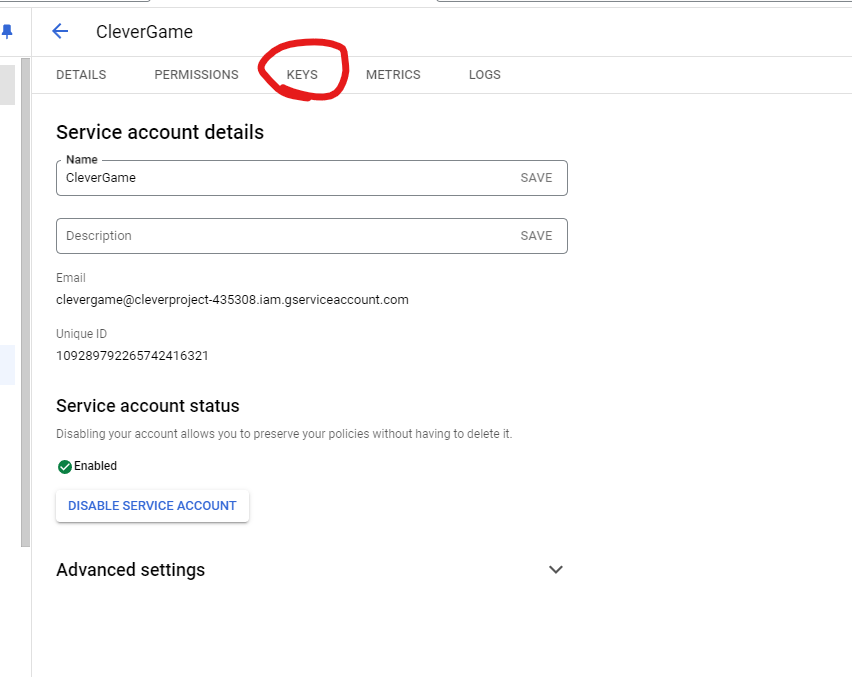 CleverGame
DETAILS PERMISSIONS KEYS METRICS LOGS
Service account details
Name
CleverGame SAVE
Description SAVE
Email
clevergame@cleverproject-435308.iam.gserviceaccount.com
Unique ID
109289792265742416321
Service account status
Disabling your account allows you to preserve your policies without having to delete it.
Enabled
DISABLE SERVICE ACCOUNT
Advanced settings